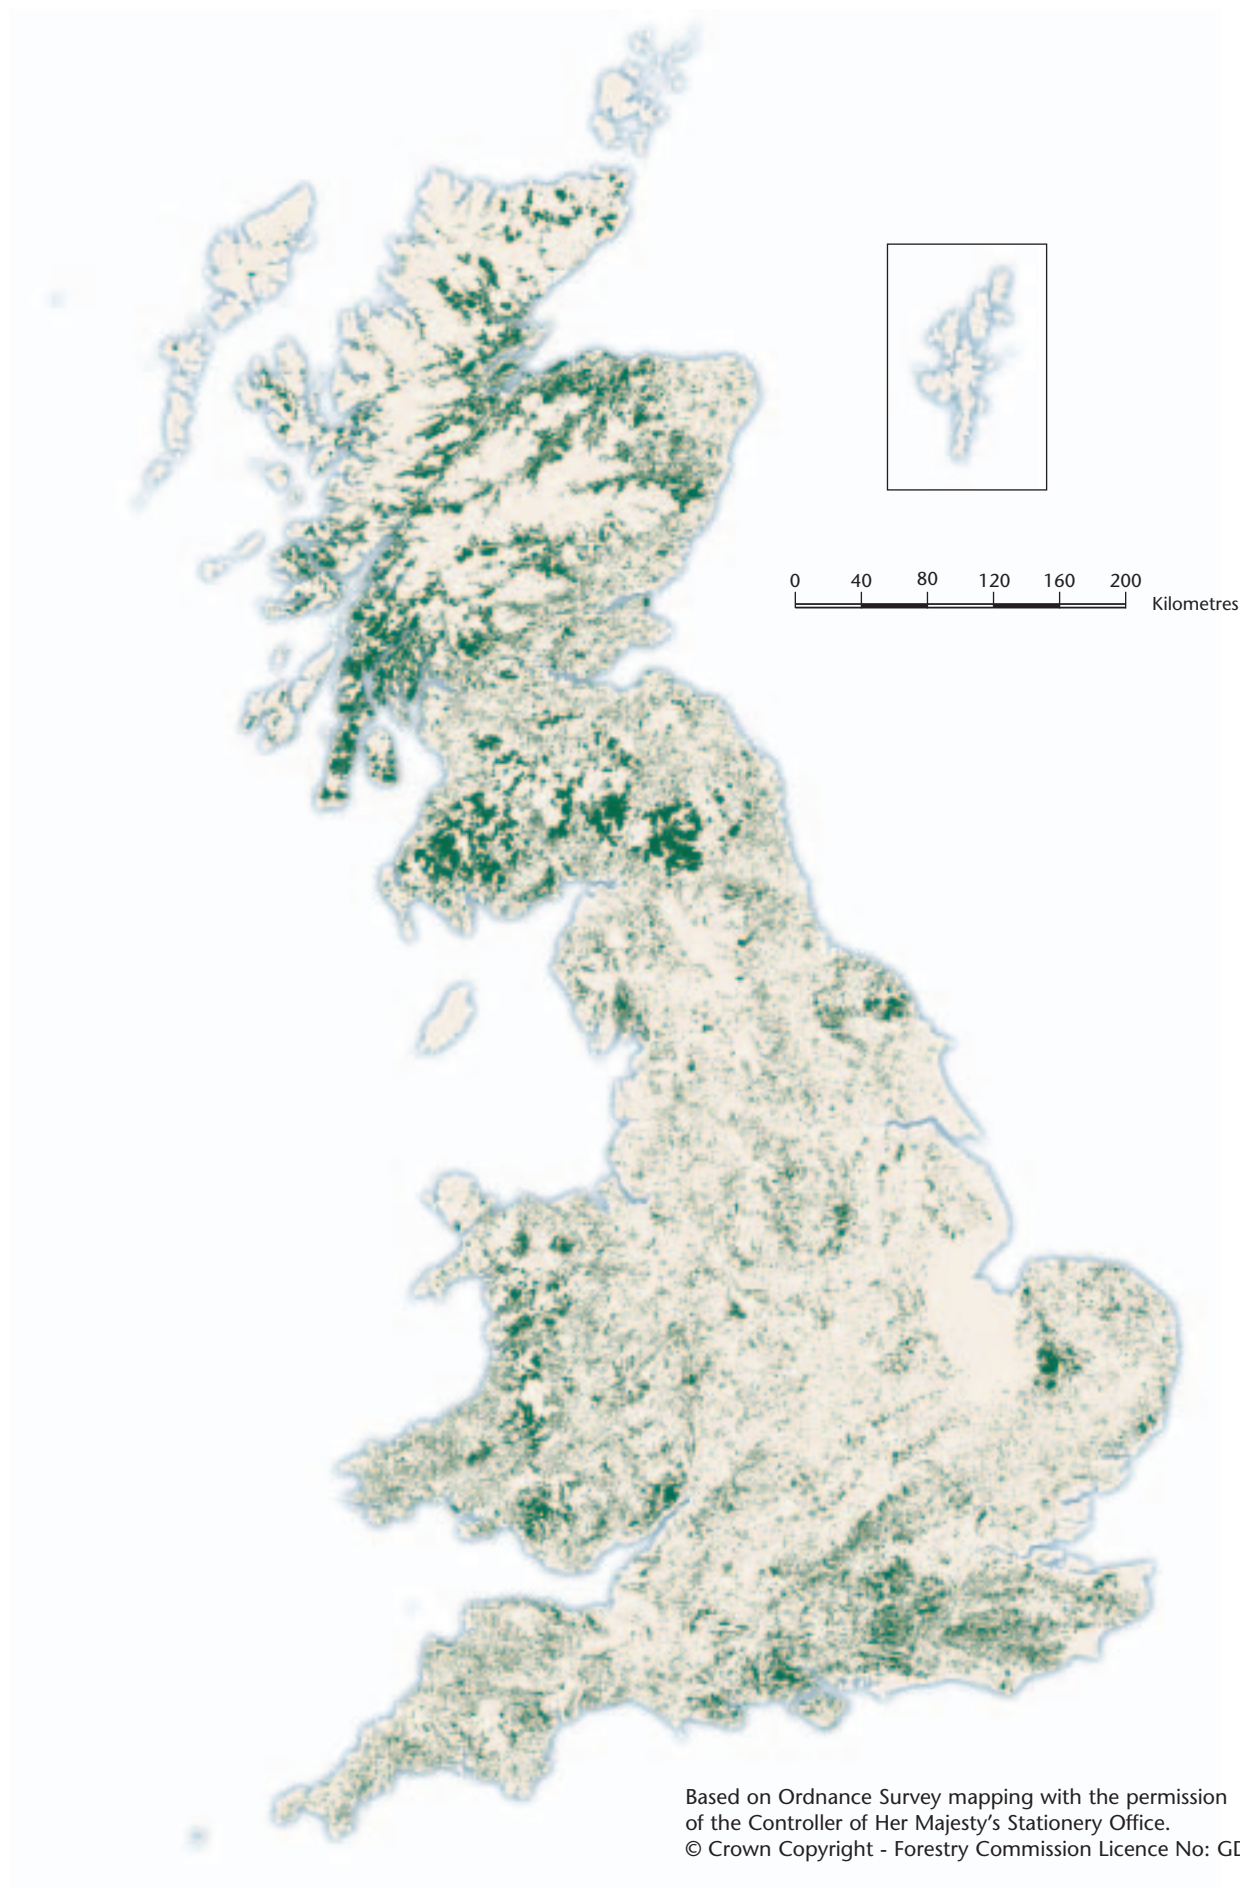 0 40 80 120 160 200
Kilometres
Based on Ordnance Survey mapping with the permission
of the Controller of Her Majesty's Stationery Office.
© Crown Copyright - Forestry Commission Licence No: GD